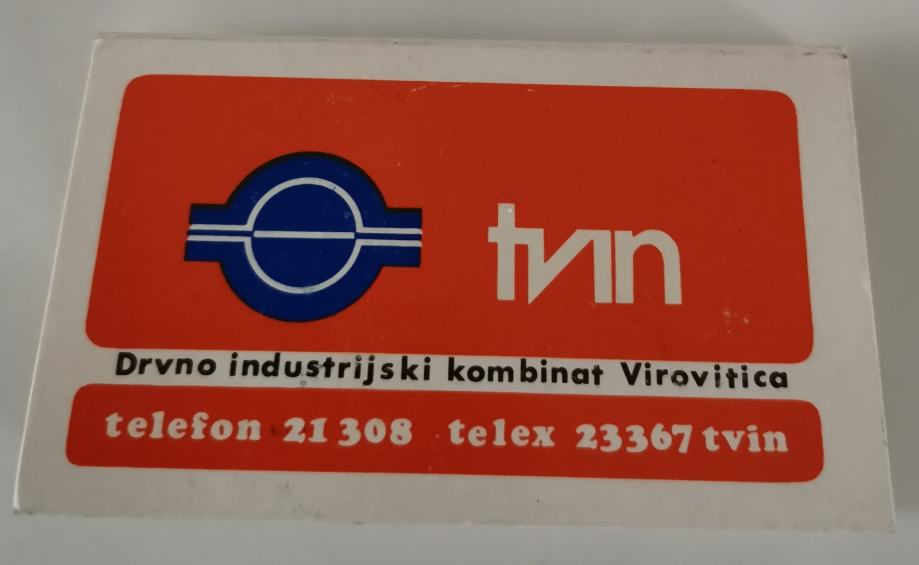 tvin
Drvno industrijski kombinat Virovitica
telefon 21 308 telex 23367 tvin